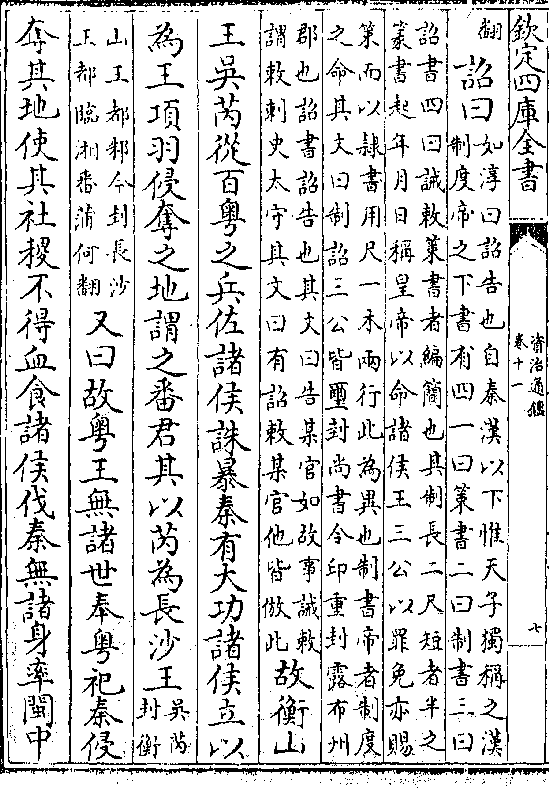 欽定四庫全書
資治通鑑
卷十一
七
翻
詔曰
如淳曰詔告也自秦漢以下惟天子獨稱之漢
制度帝之下書有四一曰策書二曰制書三曰
詔書四曰誡敕策書者編簡也其制長二尺短者半之
篆書起年月日稱皇帝以命諸侯王三公以罪免亦賜
策而以隸書用尺一木兩行此為異也制書帝者制度
之命其文曰制詔三公皆璽封尚書令印重封露布州
郡也詔書詔告也其文曰告某官如故事誡敕
謂敕刺史太守其文曰有詔敕某官他皆倣此
故衡山
王吳芮從百粵之兵佐諸侯誅暴秦有大功諸侯立以
為王項羽侵奪之地謂之番君其以芮為長沙王
吳芮
封衡
山王都邾今封長沙
王都臨湘番蒲何翻
又曰故粵王無諸世奉粵祀秦侵
奪其地使其社稷不得血食諸侯伐秦無諸身率閩中